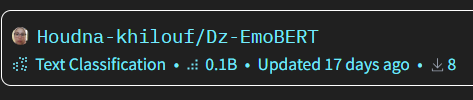 Houdna-khilouf/Dz-EmoBERT
Text Classification • 0.1B • Updated 17 days ago • 8